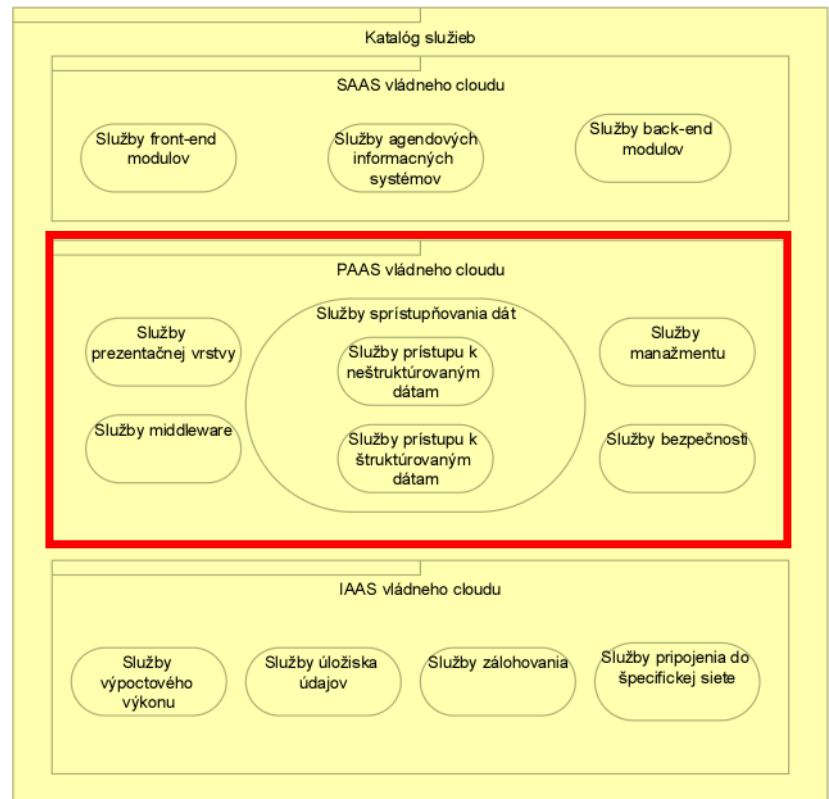 Katalóg služieb
SAAS vládneho cloudu
Služby front-end
modulov
Služby agendových
informacných
systémov
Služby back-end
modulov
PAAS vládneho cloudu
Služby
prezentačnej vrstvy
Služby middleware
Služby sprístupňovania dát
Služby prístupu k
neštruktúrovaným
dátam
Služby prístupu k
štruktúrovaným
dátam
Služby
manažmentu
Služby bezpečnosti
IAAS vládneho cloudu
Služby
výpoctového
výkonu
Služby úložiska
údajov
Služby zálohovania
Služby pripojenia do
špecifickej siete